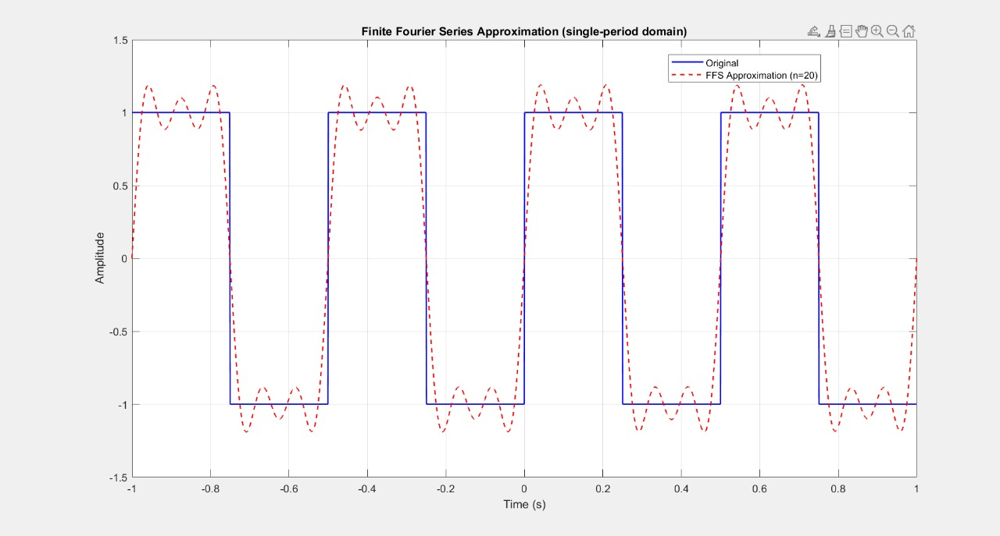 Finite Fourier Series Approximation (single-period domain)
Original
FFS Approximation (n=20)
1.5
1
0.5
0
-0.5
-1
-1.5
Amplitude
-1 -0.8 -0.6 -0.4 -0.2 0 0.2 0.4 0.6 0.8 1
Time (s)